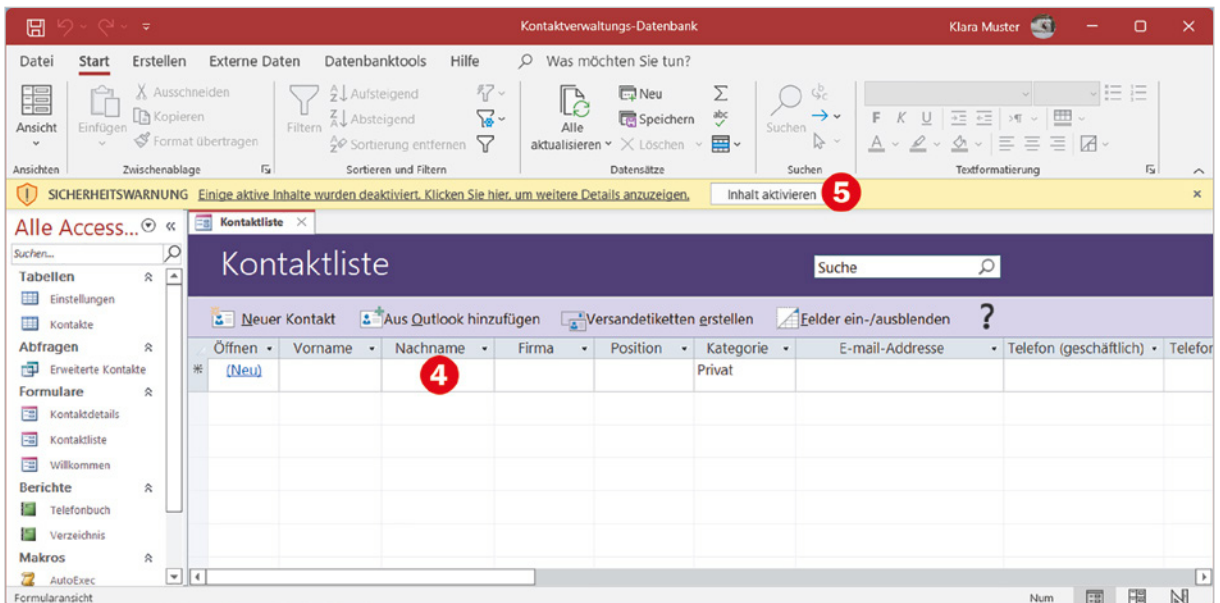 Kontaktverwaltungs-Datenbank Klara Muster
Datei Start Erstellen Externe Daten Datenbanktools Hilfe Was möchten Sie tun?
Ansicht
Einfügen
Ausschneiden
Kopieren
Format übertragen
Filtern
Aufsteigend
Absteigend
Sortierung entfernen
Alle
aktualisieren
Neu
Speichern
Löschen
Suchen
F K U
Ansichten Zwischenablage Sortieren und Filtern Datensätze Suchen Textformatierung
SICHERHEITSWARNUNG Einige aktive Inhalte wurden deaktiviert. Klicken Sie hier, um weitere Details anzuzeigen. Inhalt aktivieren 5
Alle Access...
Suchen...
Tabellen
Einstellungen
Kontakte
Abfragen
Erweiterte Kontakte
Formulare
Kontaktdetails
Kontaktliste
Willkommen
Berichte
Telefonbuch
Verzeichnis
Makros
AutoExec
Kontaktliste
Kontaktliste
Suche
Neuer Kontakt Aus Outlook hinzufügen Versandetiketten erstellen Felder ein-/ausblenden ?
Öffnen Vorname Nachname Firma Position Kategorie E-mail-Addresse Telefon (geschäftlich) Telefor
(Neu) 4 Privat
Formularansicht Num